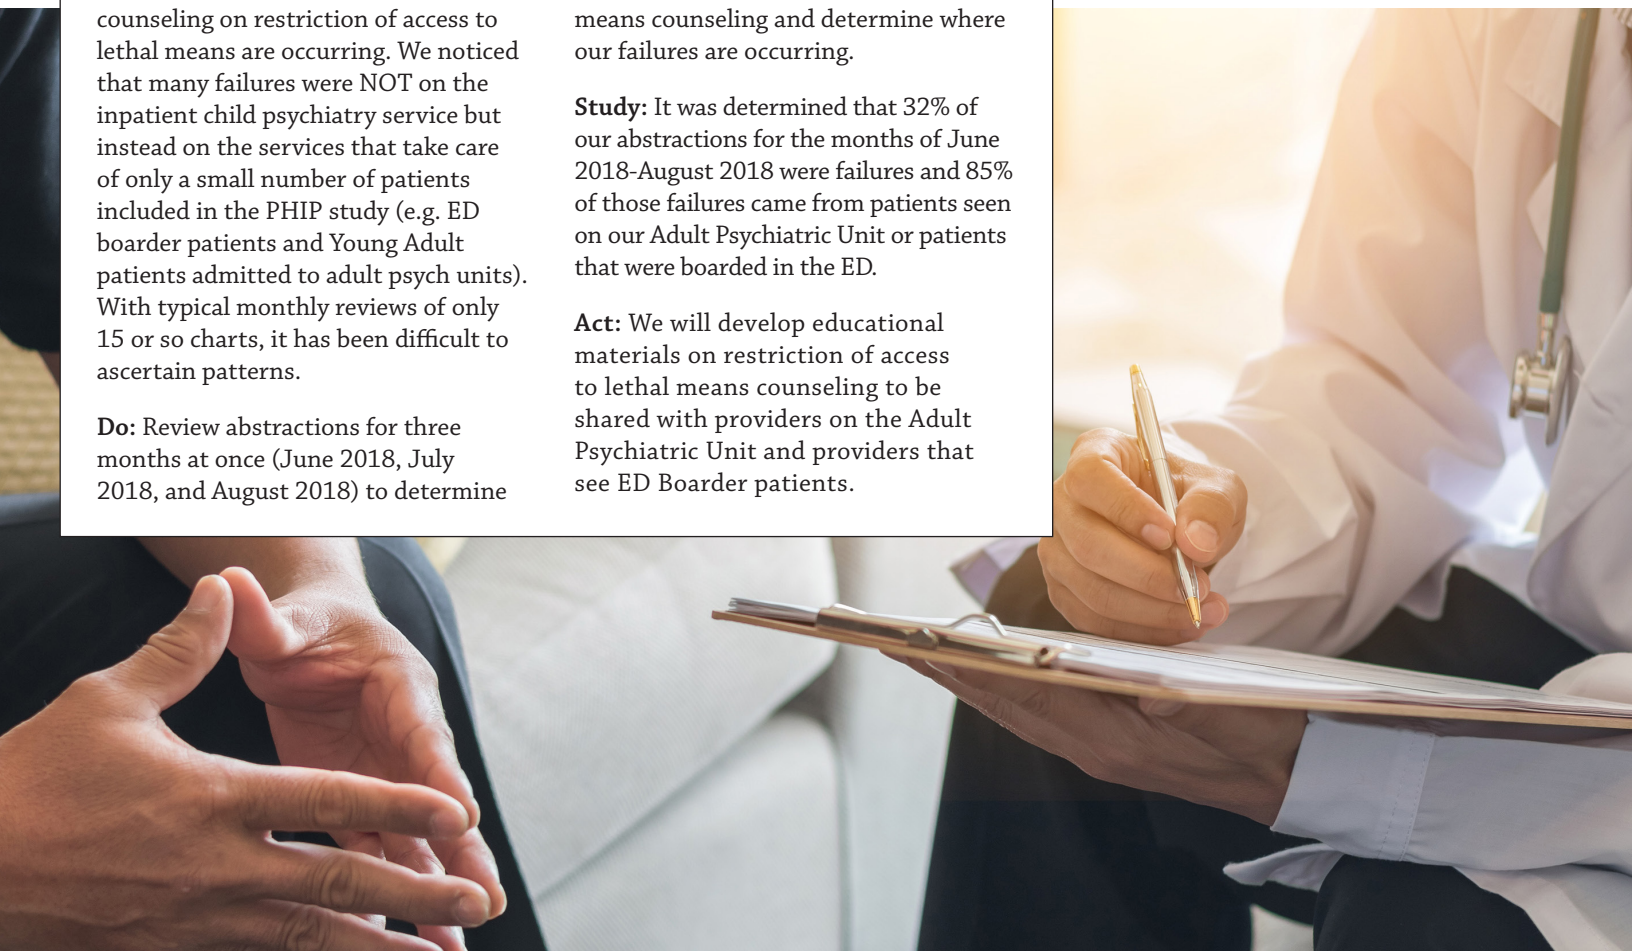 counseling on restriction of access to
lethal means are occurring. We noticed
that many failures were NOT on the
inpatient child psychiatry service but
instead on the services that take care
of only a small number of patients
included in the PHIP study (e.g. ED
boarder patients and Young Adult
patients admitted to adult psych units).
With typical monthly reviews of only
15 or so charts, it has been difficult to
ascertain patterns.
Do: Review abstractions for three
months at once (June 2018, July
2018, and August 2018) to determine
means counseling and determine where
our failures are occurring.
Study: It was determined that 32% of
our abstractions for the months of June
2018-August 2018 were failures and 85%
of those failures came from patients seen
on our Adult Psychiatric Unit or patients
that were boarded in the ED.
Act: We will develop educational
materials on restriction of access
to lethal means counseling to be
shared with providers on the Adult
Psychiatric Unit and providers that
see ED Boarder patients.